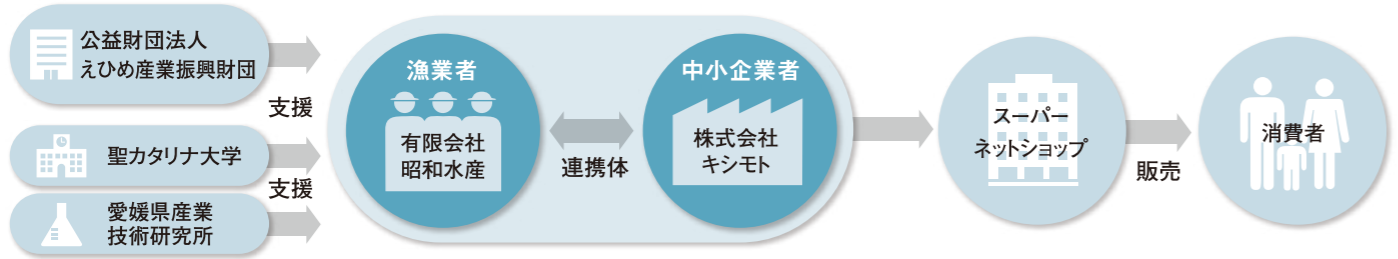 公益財団法人
えひめ産業振興財団
支援
聖カタリナ大学
支援
愛媛県産業
技術研究所
漁業者
有限会社
昭和水産
連携体
中小企業者
株式会社
キシモト
スーパー
ネットショップ
販売
消費者